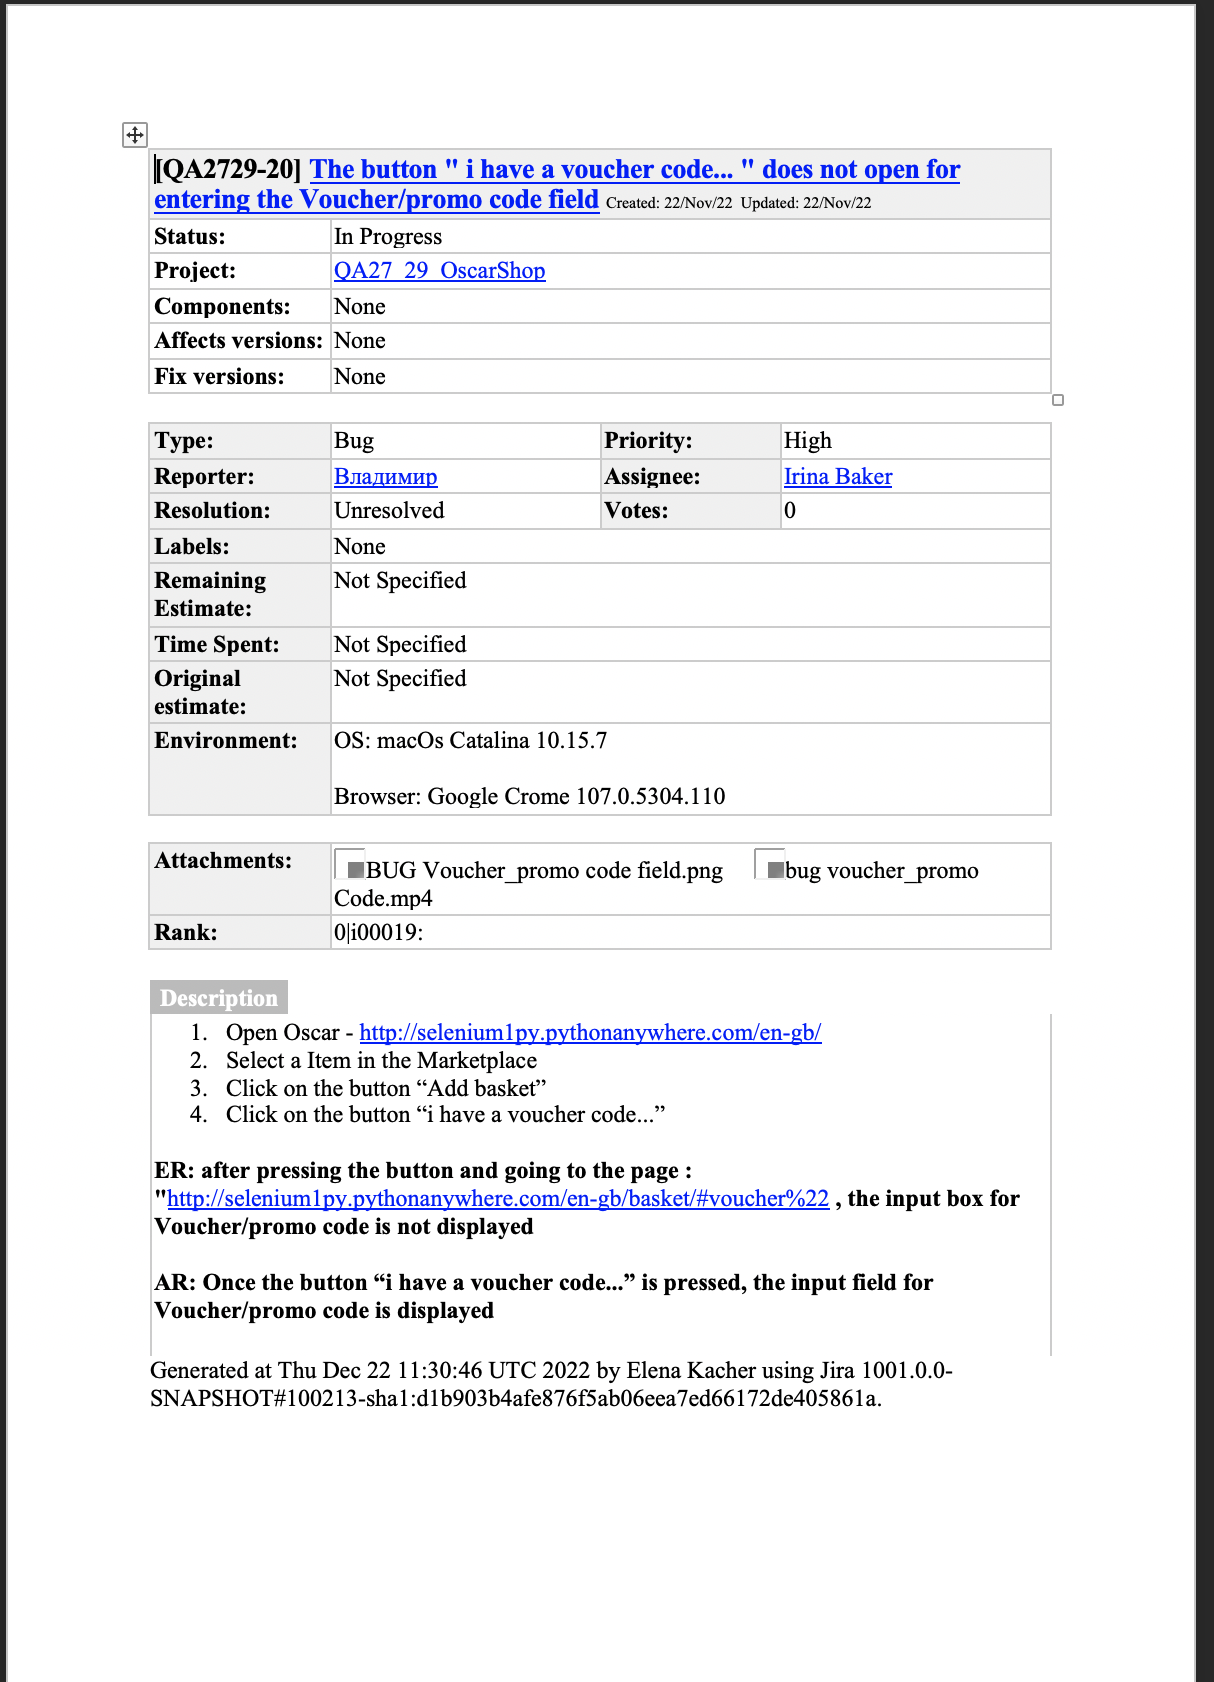 [QA2729-20] The button " i have a voucher code... " does not open for
entering the Voucher/promo code field Created: 22/Nov/22 Updated: 22/Nov/22
Status: In Progress
Project: QA27_29_OscarShop
Components: None
Affects versions: None
Fix versions: None
Type: Bug Priority: High
Reporter: Владимир Assignee: Irina Baker
Resolution: Unresolved Votes: 0
Labels: None
Remaining Not Specified
Estimate:
Time Spent: Not Specified
Original Not Specified
estimate:
Environment: OS: macOs Catalina 10.15.7
Browser: Google Crome 107.0.5304.110
Attachments: BUG Voucher_promo code field.png bug voucher_promo
Code.mp4
Rank: 0|i00019:
Description
1. Open Oscar - http://selenium1py.pythonanywhere.com/en-gb/
2. Select a Item in the Marketplace
3. Click on the button “Add basket”
4. Click on the button “i have a voucher code...”
ER: after pressing the button and going to the page :
"http://selenium1py.pythonanywhere.com/en-gb/basket/#voucher%22 , the input box for
Voucher/promo code is not displayed
AR: Once the button “i have a voucher code...” is pressed, the input field for
Voucher/promo code is displayed
Generated at Thu Dec 22 11:30:46 UTC 2022 by Elena Kacher using Jira 1001.0.0-
SNAPSHOT#100213-sha1:d1b903b4afe876f5ab06eea7ed66172de405861a.